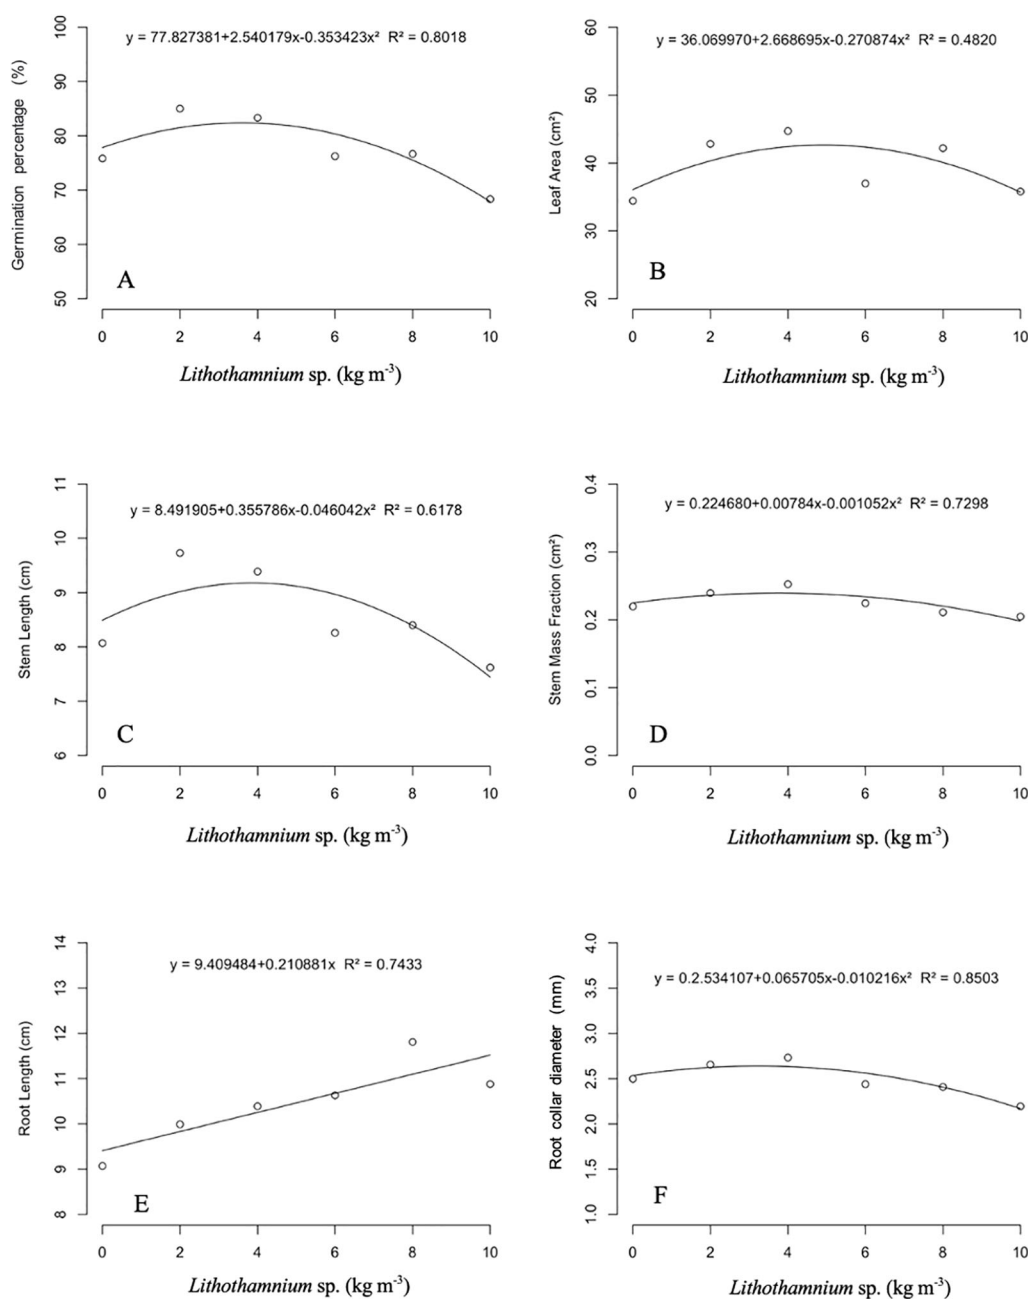 y = 77.827381+2.540179x-0.353423x² R² = 0.8018
Germination percentage (%)
100
90
80
70
60
50
A
0 2 4 6 8 10
Lithothamnium sp. (kg m⁻³)
y = 36.069970+2.668695x-0.270874x² R² = 0.4820
Leaf Area (cm²)
60
50
40
30
20
B
0 2 4 6 8 10
Lithothamnium sp. (kg m⁻³)
y = 8.491905+0.355786x-0.046042x² R² = 0.6178
Stem Length (cm)
11
10
9
8
7
6
C
0 2 4 6 8 10
Lithothamnium sp. (kg m⁻³)
y = 0.224680+0.00784x-0.001052x² R² = 0.7298
Stem Mass Fraction (cm²)
0.4
0.3
0.2
0.1
0.0
D
0 2 4 6 8 10
Lithothamnium sp. (kg m⁻³)
y = 9.409484+0.210881x R² = 0.7433
Root Length (cm)
14
13
12
11
10
9
8
E
0 2 4 6 8 10
Lithothamnium sp. (kg m⁻³)
y = 0.2.534107+0.065705x-0.010216x² R² = 0.8503
Root collar diameter (mm)
4.0
3.5
3.0
2.5
2.0
1.5
1.0
F
0 2 4 6 8 10
Lithothamnium sp. (kg m⁻³)